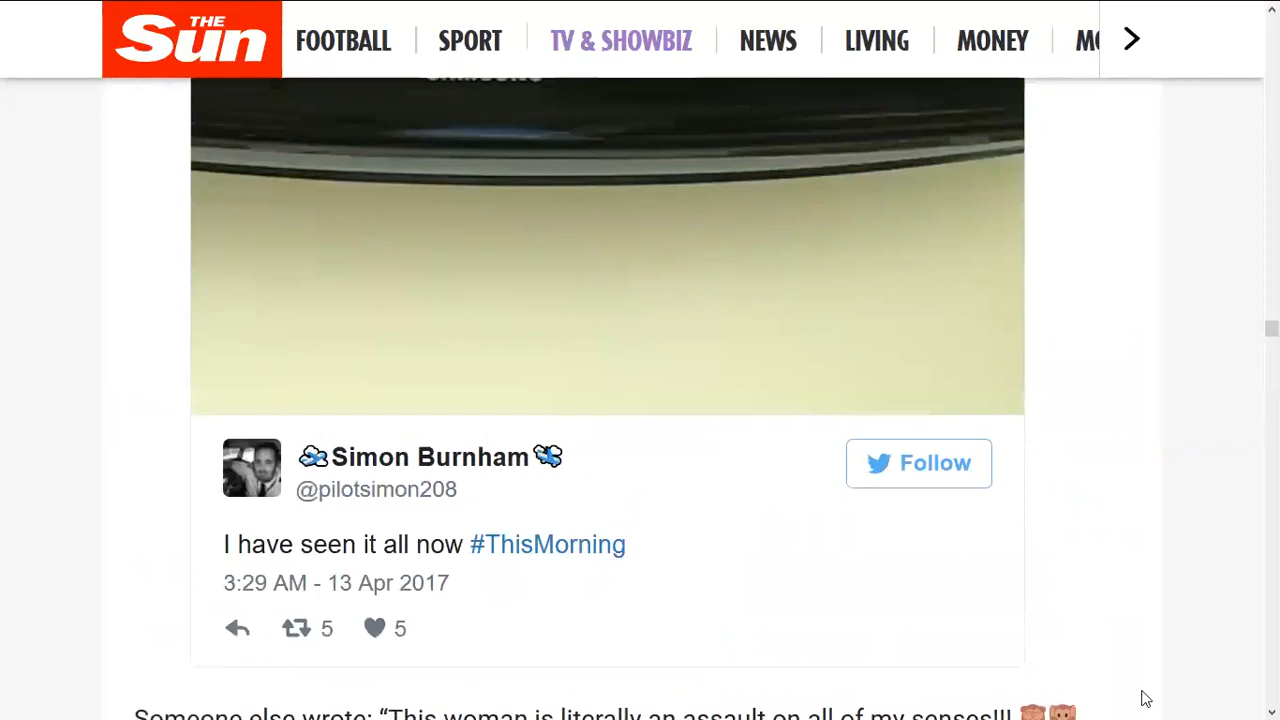 THE
Sun
FOOTBALL
SPORT
TV & SHOWBIZ
NEWS
LIVING
MONEY
Simon Burnham
Follow
@pilotsimon208
I have seen it all now #ThisMorning
3:29 AM - 13 Apr 2017
5
5
Someone else wrote: “This woman is literally an assault on all of my senses!!!